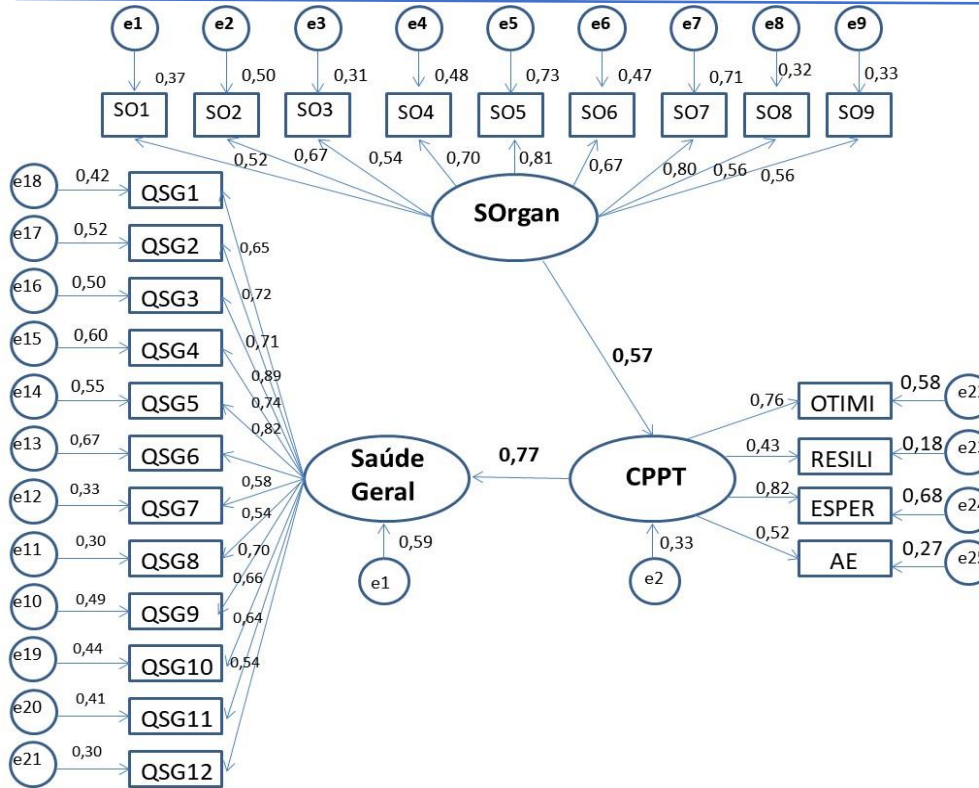 e1 e2 e3 e4 e5 e6 e7 e8 e9
0,37 0,50 0,31 0,48 0,73 0,47 0,71 0,32 0,33
SO1 SO2 SO3 SO4 SO5 SO6 SO7 SO8 SO9
0,52 0,67 0,54 0,70 0,81 0,67 0,80 0,56 0,56
SOrgan
e18 0,42 QSG1
0,65
e17 0,52 QSG2
0,72
e16 0,50 QSG3
0,71
e15 0,60 QSG4
0,89
e14 0,55 QSG5
0,74
0,82
e13 0,67 QSG6
0,58
e12 0,33 QSG7
0,54
e11 0,30 QSG8
0,70
e10 0,49 QSG9
0,66
0,64
e19 0,44 QSG10
0,54
e20 0,41 QSG11
e21 0,30 QSG12
0,57
Saúde
Geral
0,77
CPPT
0,59
e1
0,33
e2
0,76 OTIMI 0,58
0,43 RESILI 0,18
0,82 ESPER 0,68
0,52 AE 0,27